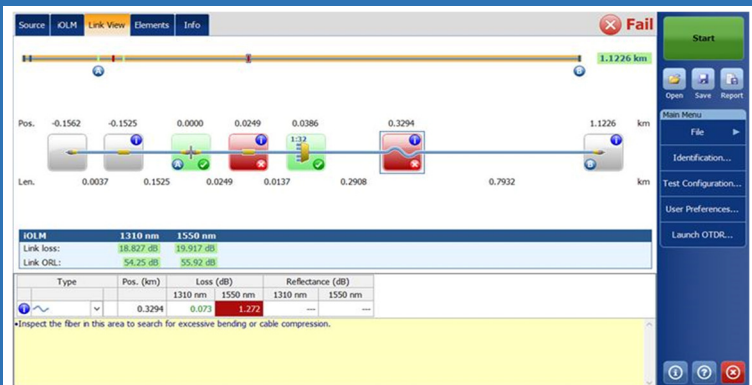 Source iOLM Link View Elements Info Fail
Start
1.1226 km
A B
Open Save Report
Pos. -0.1562 -0.1525 0.0000 0.0249 0.0386 0.3294 1.1226 km
Main Menu
File
1:32
Identification...
A B
Len. 0.0037 0.1525 0.0249 0.0137 0.2908 0.7932 km
Test Configuration...
User Preferences...
Launch OTDR...
iOLM 1310 nm 1550 nm
Link loss: 18.827 dB 19.917 dB
Link ORL: 54.25 dB 55.92 dB
Type Pos. (km) Loss (dB) Reflectance (dB)
1310 nm 1550 nm 1310 nm 1550 nm
0.3294 0.073 1.272 --- ---
•Inspect the fiber in this area to search for excessive bending or cable compression.